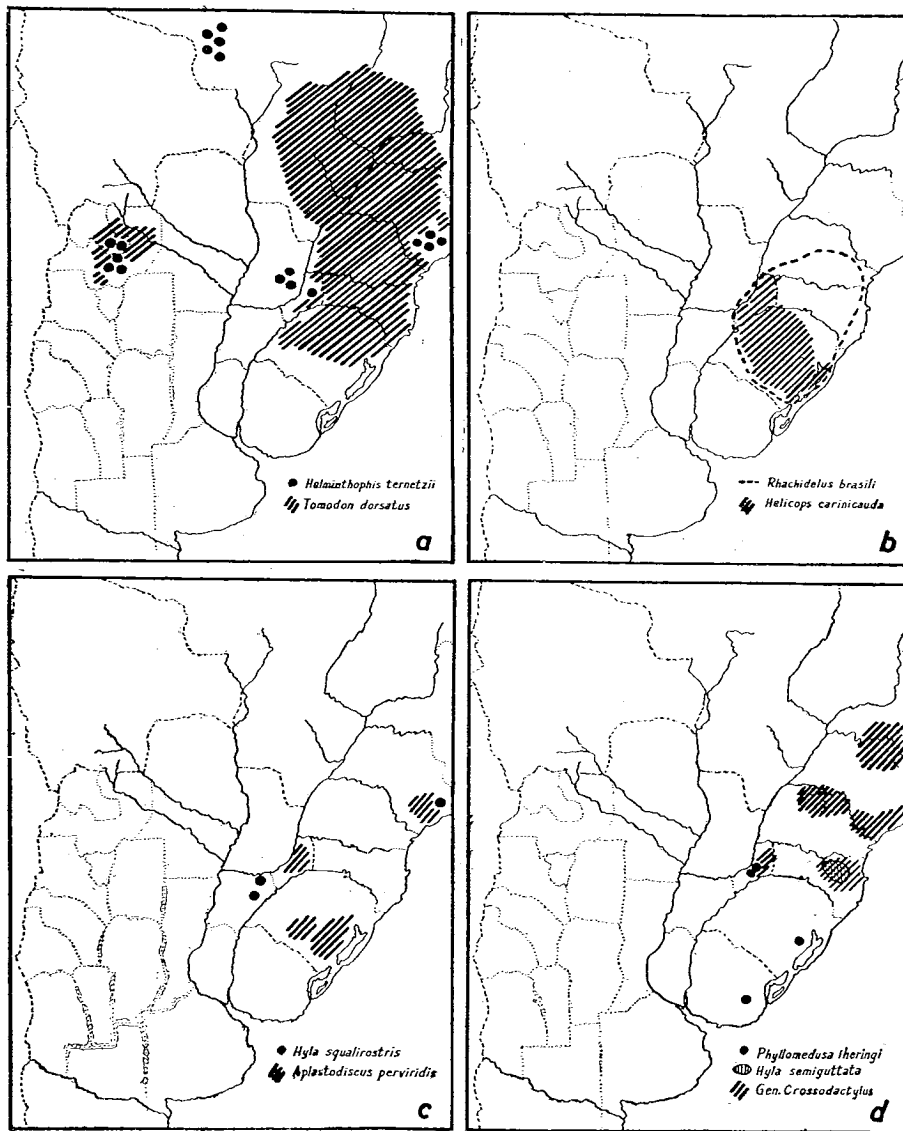 Helminthophis ternetzii
Tomodon dorsatus
a
Rhachidelus brasili
Helicops carinicauda
b
Hyla squalirostris
Aplastodiscus perviridis
c
Phyllomedusa Iheringi
Hyla semiguttata
Gen. Crossodactylus
d